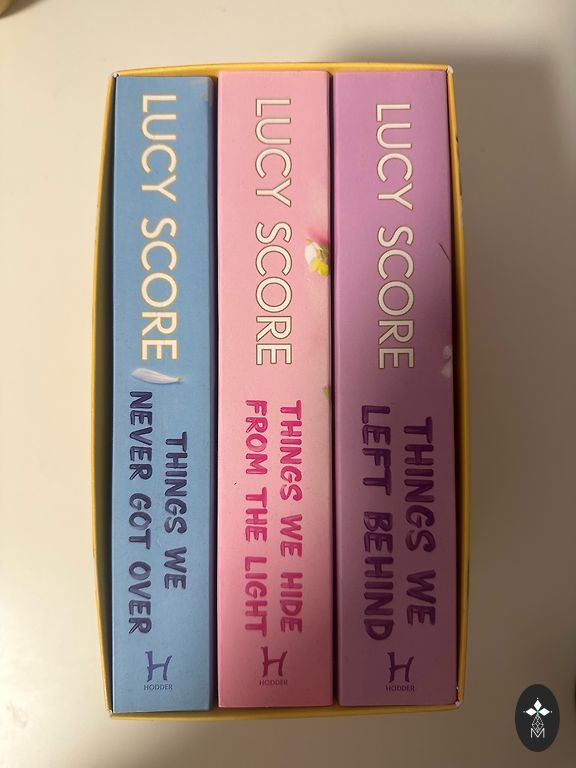 LUCY SCORE
THINGS WE
NEVER GOT OVER
H
HODDER
LUCY SCORE
THINGS WE HIDE
FROM THE LIGHT
H
HODDER
LUCY SCORE
THINGS WE
LEFT BEHIND
H
HODDER
M